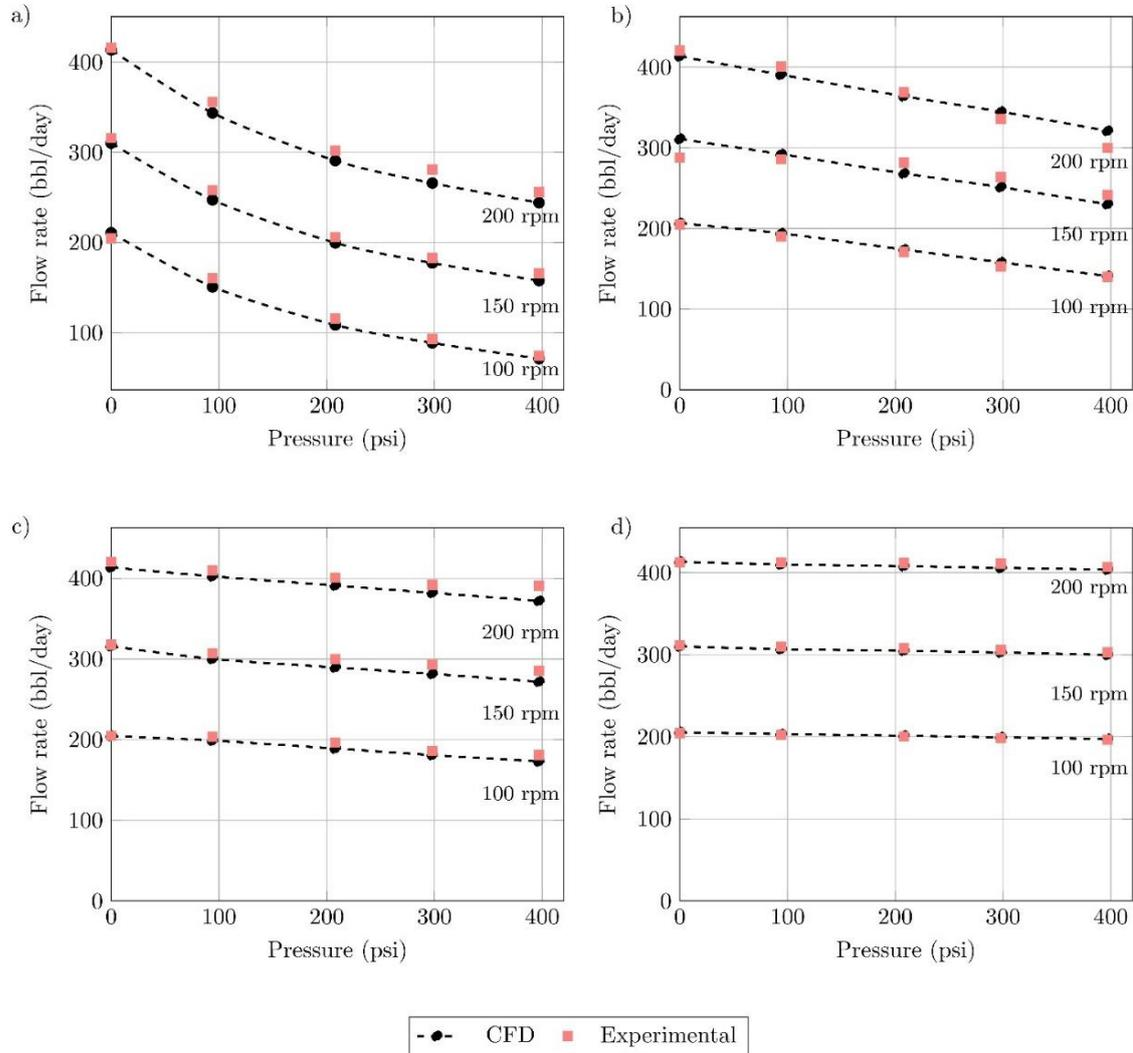 a)
400
300
200
100
0 100 200 300 400
Flow rate (bbl/day)
Pressure (psi)
200 rpm
150 rpm
100 rpm
b)
400
300
200
100
0
0 100 200 300 400
Flow rate (bbl/day)
Pressure (psi)
200 rpm
150 rpm
100 rpm
c)
400
300
200
100
0
0 100 200 300 400
Flow rate (bbl/day)
Pressure (psi)
200 rpm
150 rpm
100 rpm
d)
400
300
200
100
0
0 100 200 300 400
Flow rate (bbl/day)
Pressure (psi)
200 rpm
150 rpm
100 rpm
CFD Experimental